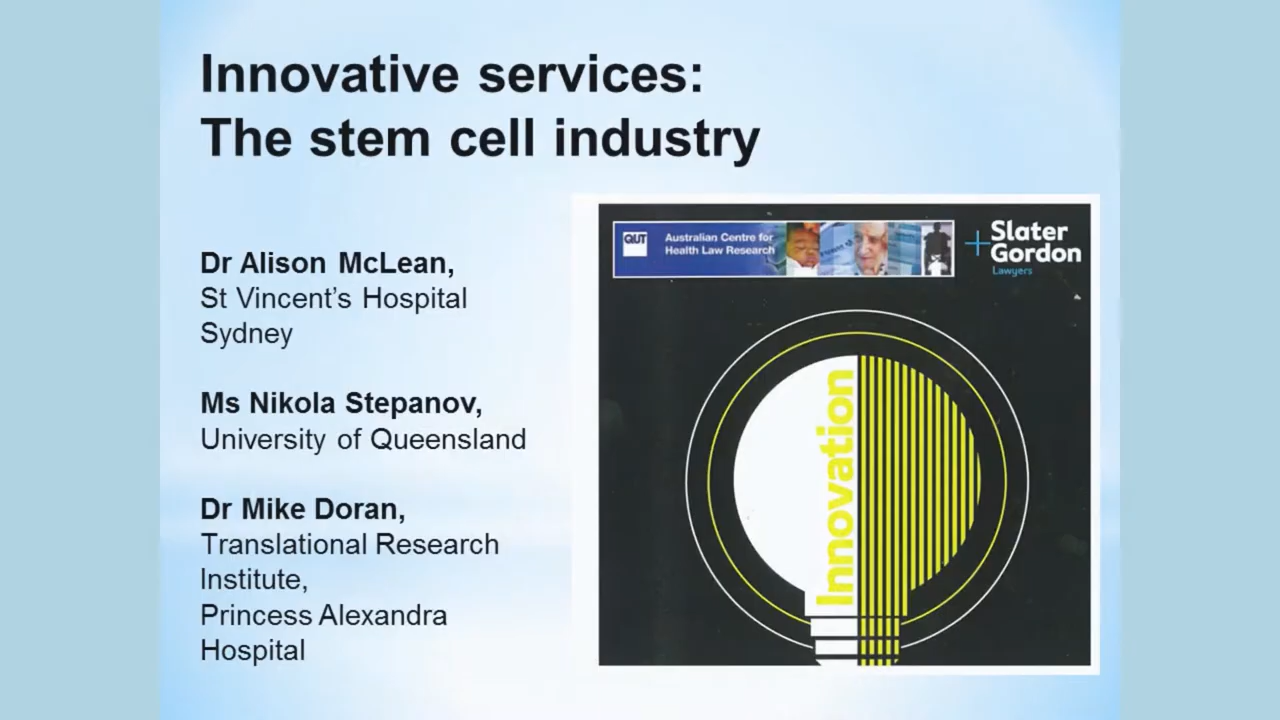 Innovative services:
The stem cell industry
Dr Alison McLean,
St Vincent’s Hospital
Sydney
Ms Nikola Stepanov,
University of Queensland
Dr Mike Doran,
Translational Research
Institute,
Princess Alexandra
Hospital
QUT
Australian Centre for
Health Law Research
Slater
Gordon
Lawyers
Innovation